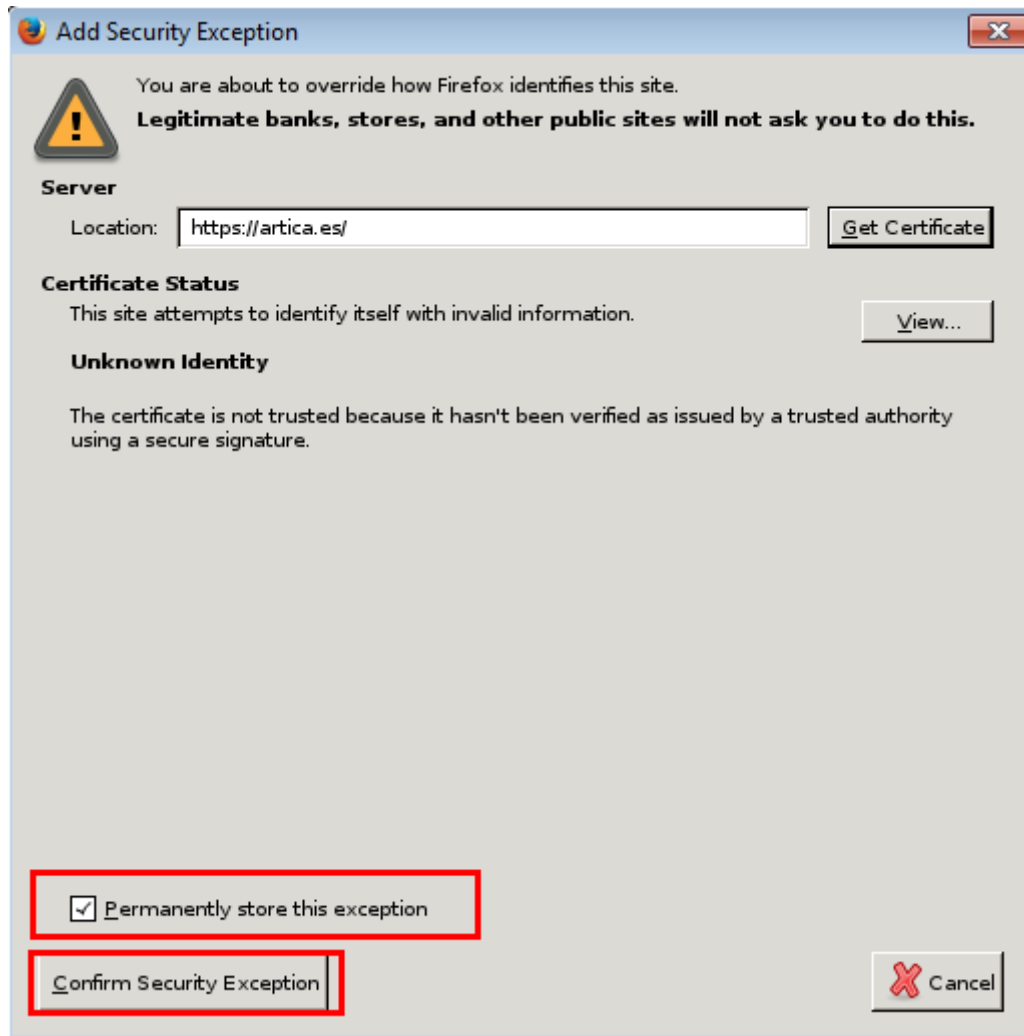 Add Security Exception
You are about to override how Firefox identifies this site.
Legitimate banks, stores, and other public sites will not ask you to do this.
Server
Location: https://artica.es/ Get Certificate
Certificate Status
This site attempts to identify itself with invalid information.
View...
Unknown Identity
The certificate is not trusted because it hasn't been verified as issued by a trusted authority
using a secure signature.
Permanently store this exception
Confirm Security Exception Cancel